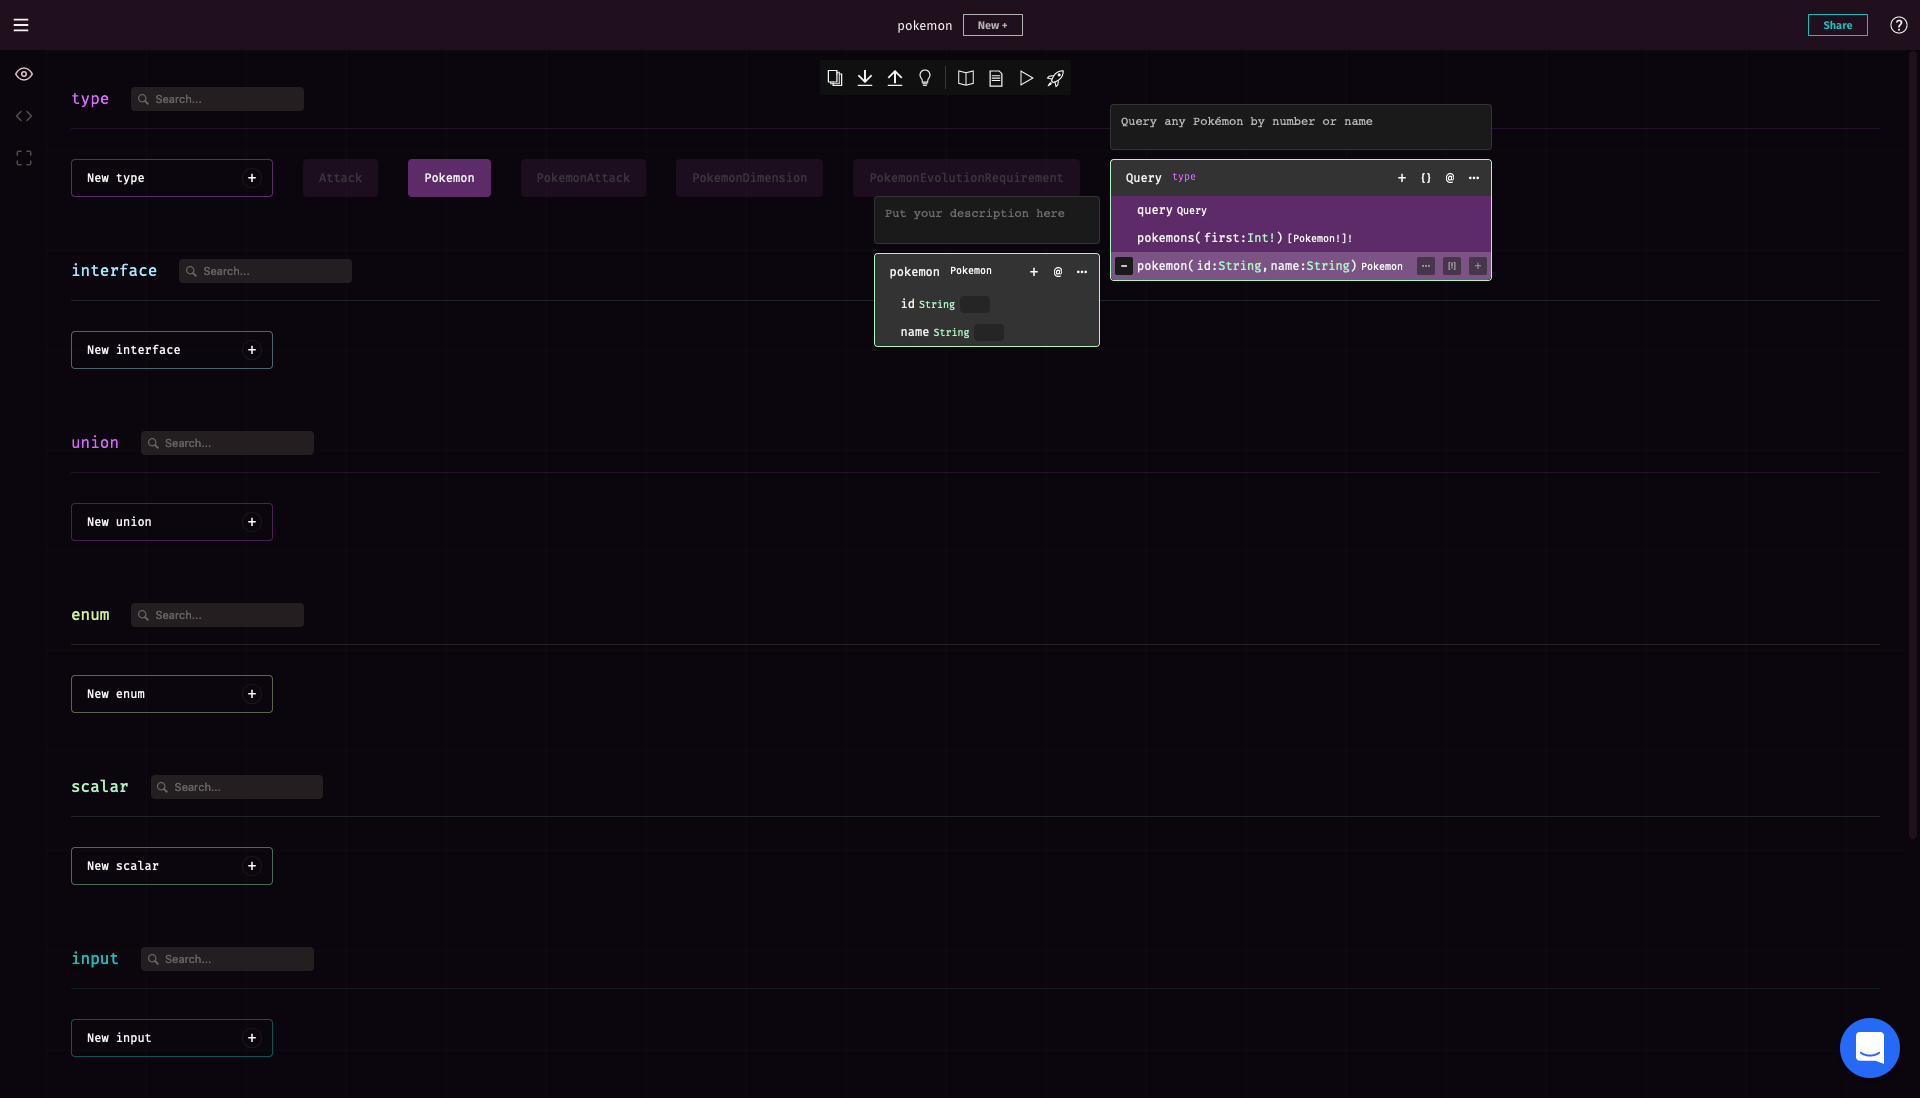 pokemon New +
Share
type Search...
Query any Pokémon by number or name
New type + Attack Pokemon PokemonAttack PokemonDimension PokemonEvolutionRequirement
Query type + {} @ ...
query Query
pokemons( first:Int! ) [Pokemon!]!
- pokemon( id:String, name:String ) Pokemon ... [!] +
Put your description here
pokemon Pokemon + @ ...
id String
name String
interface Search...
New interface +
union Search...
New union +
enum Search...
New enum +
scalar Search...
New scalar +
input Search...
New input +